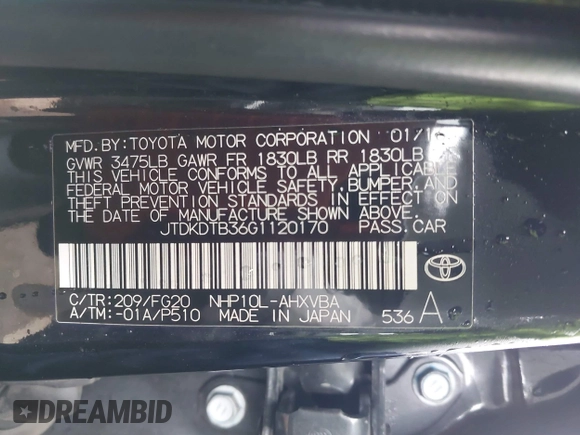 MFD. BY: TOYOTA MOTOR CORPORATION 01/1
GVWR 3475LB GAWR FR 1830LB RR 1830LB
THIS VEHICLE CONFORMS TO ALL APPLICABLE
FEDERAL MOTOR VEHICLE SAFETY, BUMPER, AND
THEFT PREVENTION STANDARDS IN EFFECT ON
THE DATE OF MANUFACTURE SHOWN ABOVE.
JTDKDTB36G1120170 PASS. CAR
C/TR: 209/FG20 NHP10L-AHXVBA
A/TM: -01A/P510 MADE IN JAPAN 536 A
DREAMBID